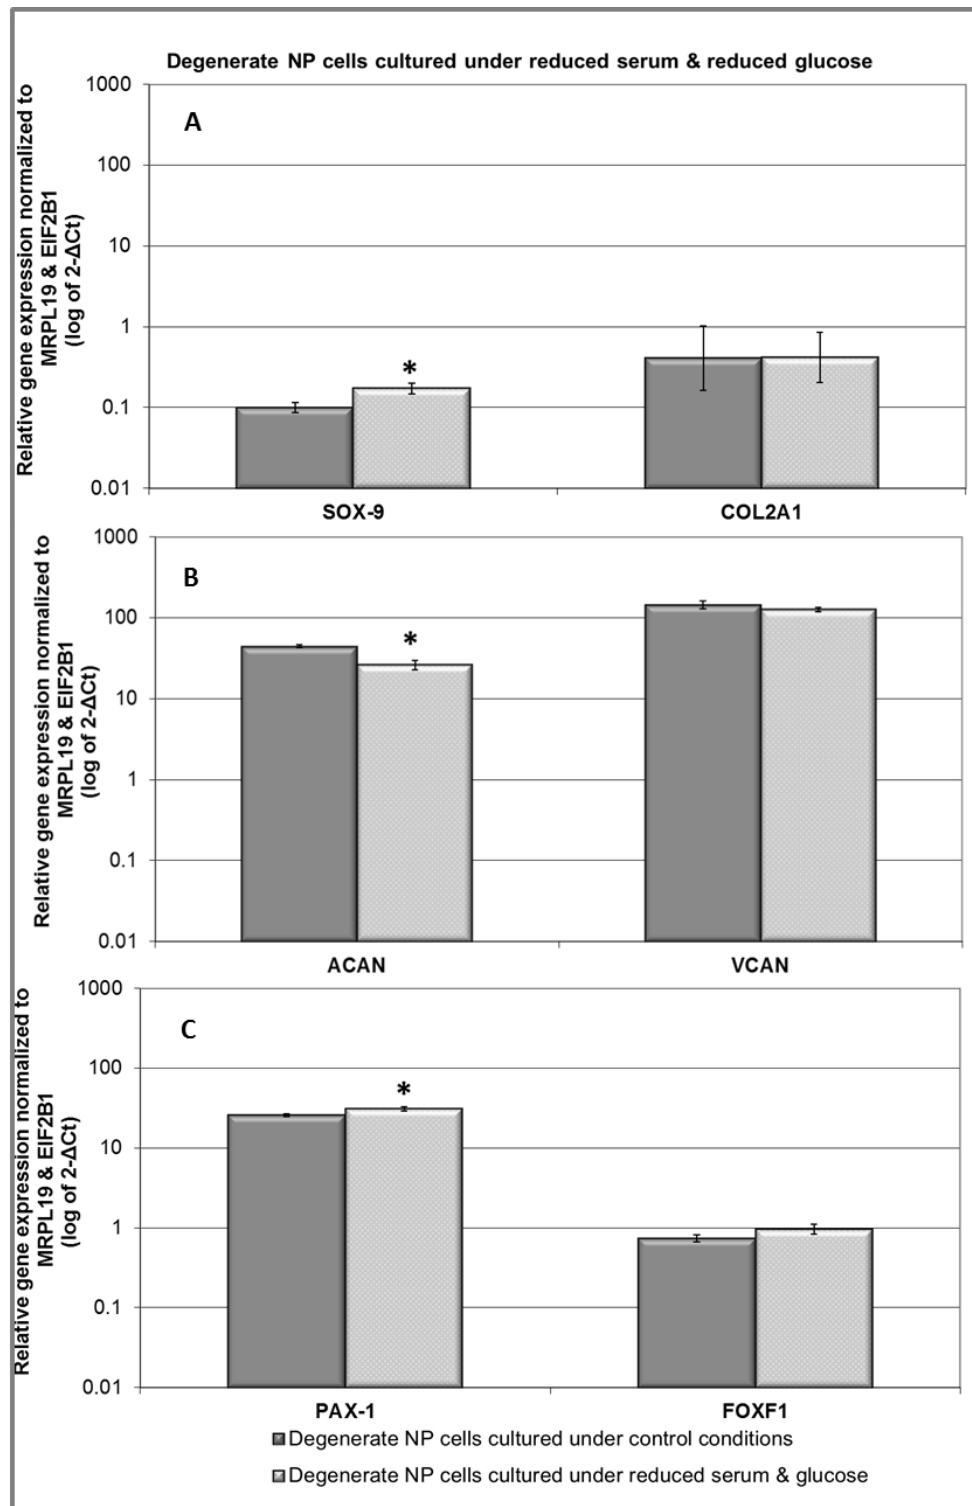 Degenerate NP cells cultured under reduced serum & reduced glucose
Relative gene expression normalized to
MRPL19 & EIF2B1
(log of 2-ΔCt)
1000
100
10
1
0.1
0.01
A
*
SOX-9
COL2A1
Relative gene expression normalized to
MRPL19 & EIF2B1
(log of 2-ΔCt)
1000
100
10
1
0.1
0.01
B
*
ACAN
VCAN
Relative gene expression normalized to
MRPL19 & EIF2B1
(log of 2-ΔCt)
1000
100
10
1
0.1
0.01
C
*
PAX-1
FOXF1
Degenerate NP cells cultured under control conditions
Degenerate NP cells cultured under reduced serum & glucose